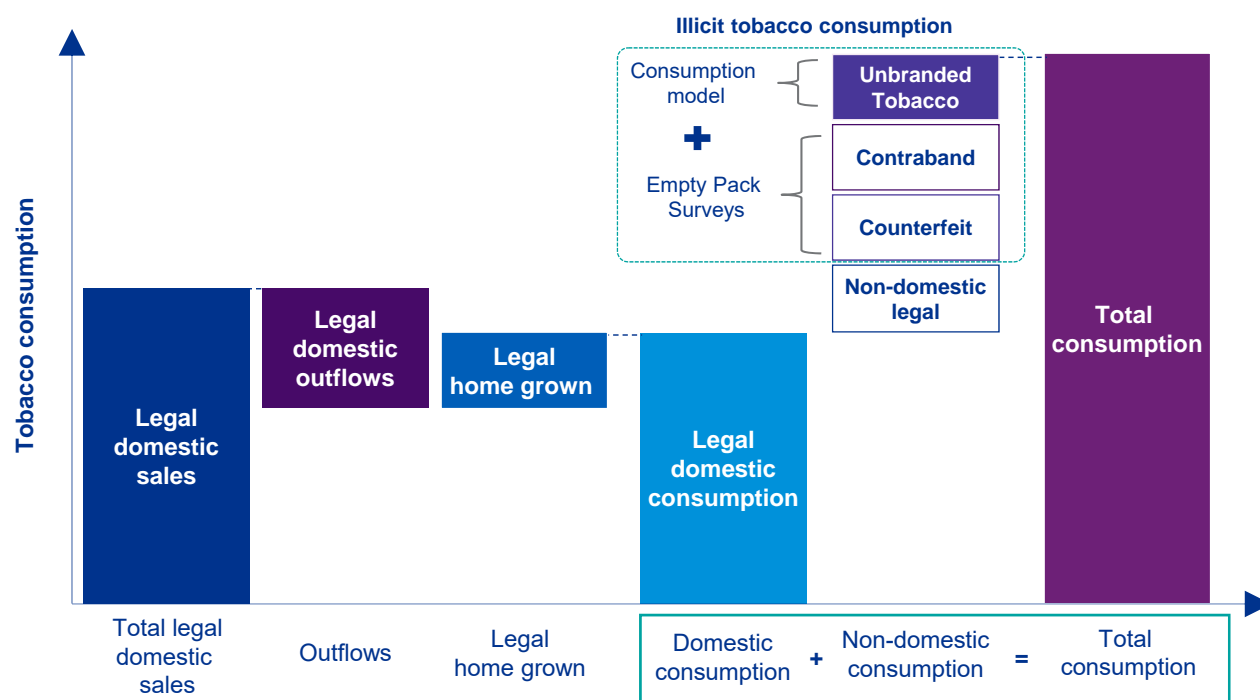 Illicit tobacco consumption
Consumption
model
+
Empty Pack
Surveys
Unbranded
Tobacco
Contraband
Counterfeit
Non-domestic
legal
Tobacco consumption
Legal
domestic
sales
Legal
domestic
outflows
Legal
home grown
Legal
domestic
consumption
Total
consumption
Total legal
domestic
sales
Outflows
Legal
home grown
Domestic
consumption
+
Non-domestic
consumption
=
Total
consumption